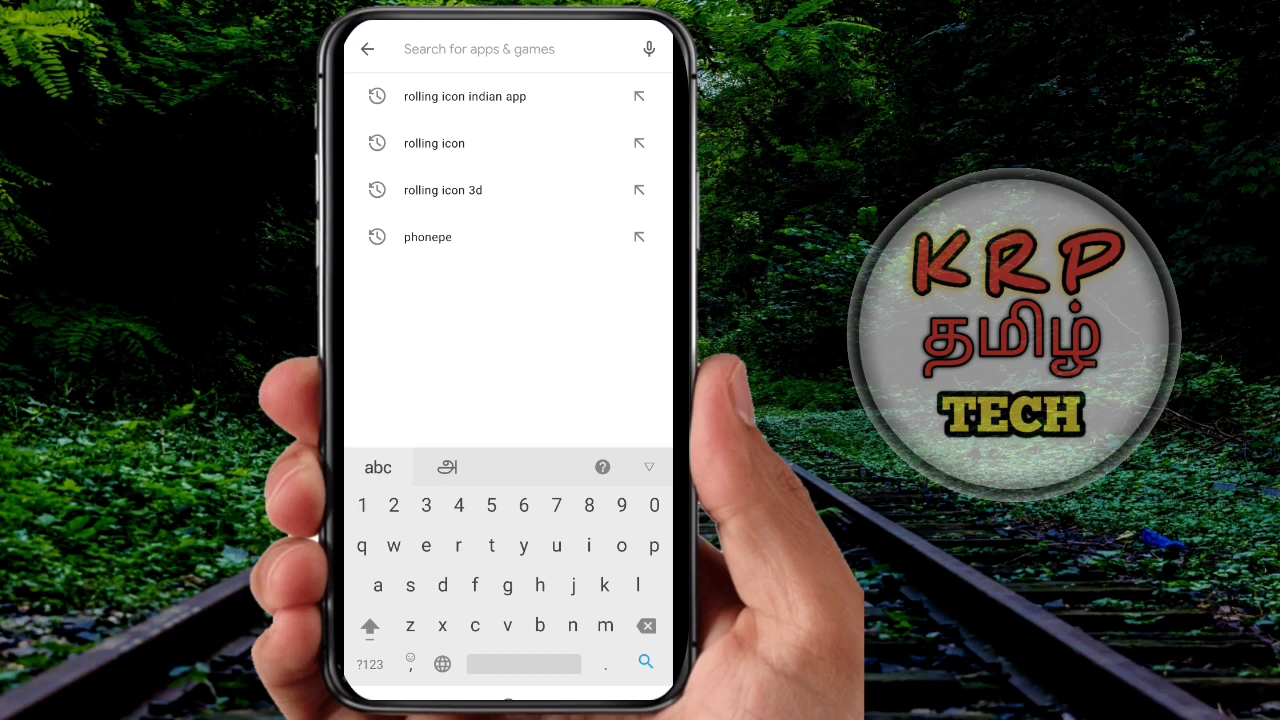 Search for apps & games
rolling icon indian app
rolling icon
rolling icon 3d
phonepe
abc அ
1 2 3 4 5 6 7 8 9 0
q w e r t y u i o p
a s d f g h j k l
z x c v b n m
?123 , .
KRP
தமிழ்
TECH